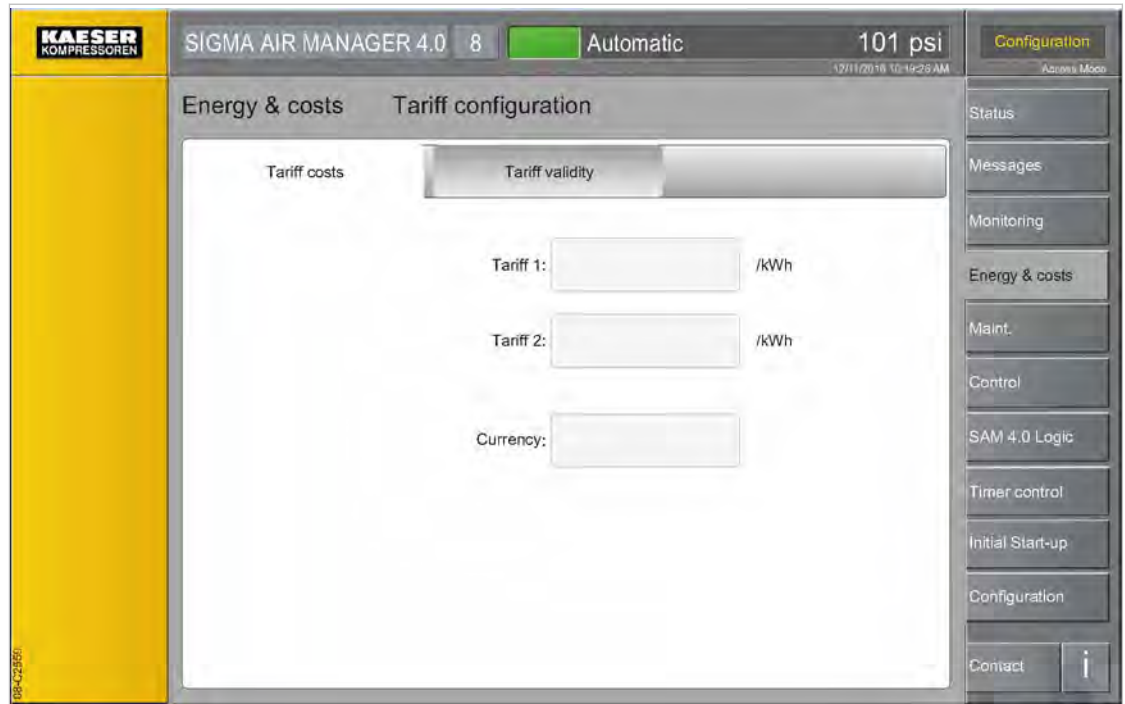 KAESER
KOMPRESSOREN
SIGMA AIR MANAGER 4.0 8 Automatic 101 psi
Configuration
Access Mode
Energy & costs Tariff configuration
Tariff costs
Tariff validity
Tariff 1: /kWh
Tariff 2: /kWh
Currency:
Status
Messages
Monitoring
Energy & costs
Maint.
Control
SAM 4.0 Logic
Timer control
Initial Start-up
Configuration
Contact i